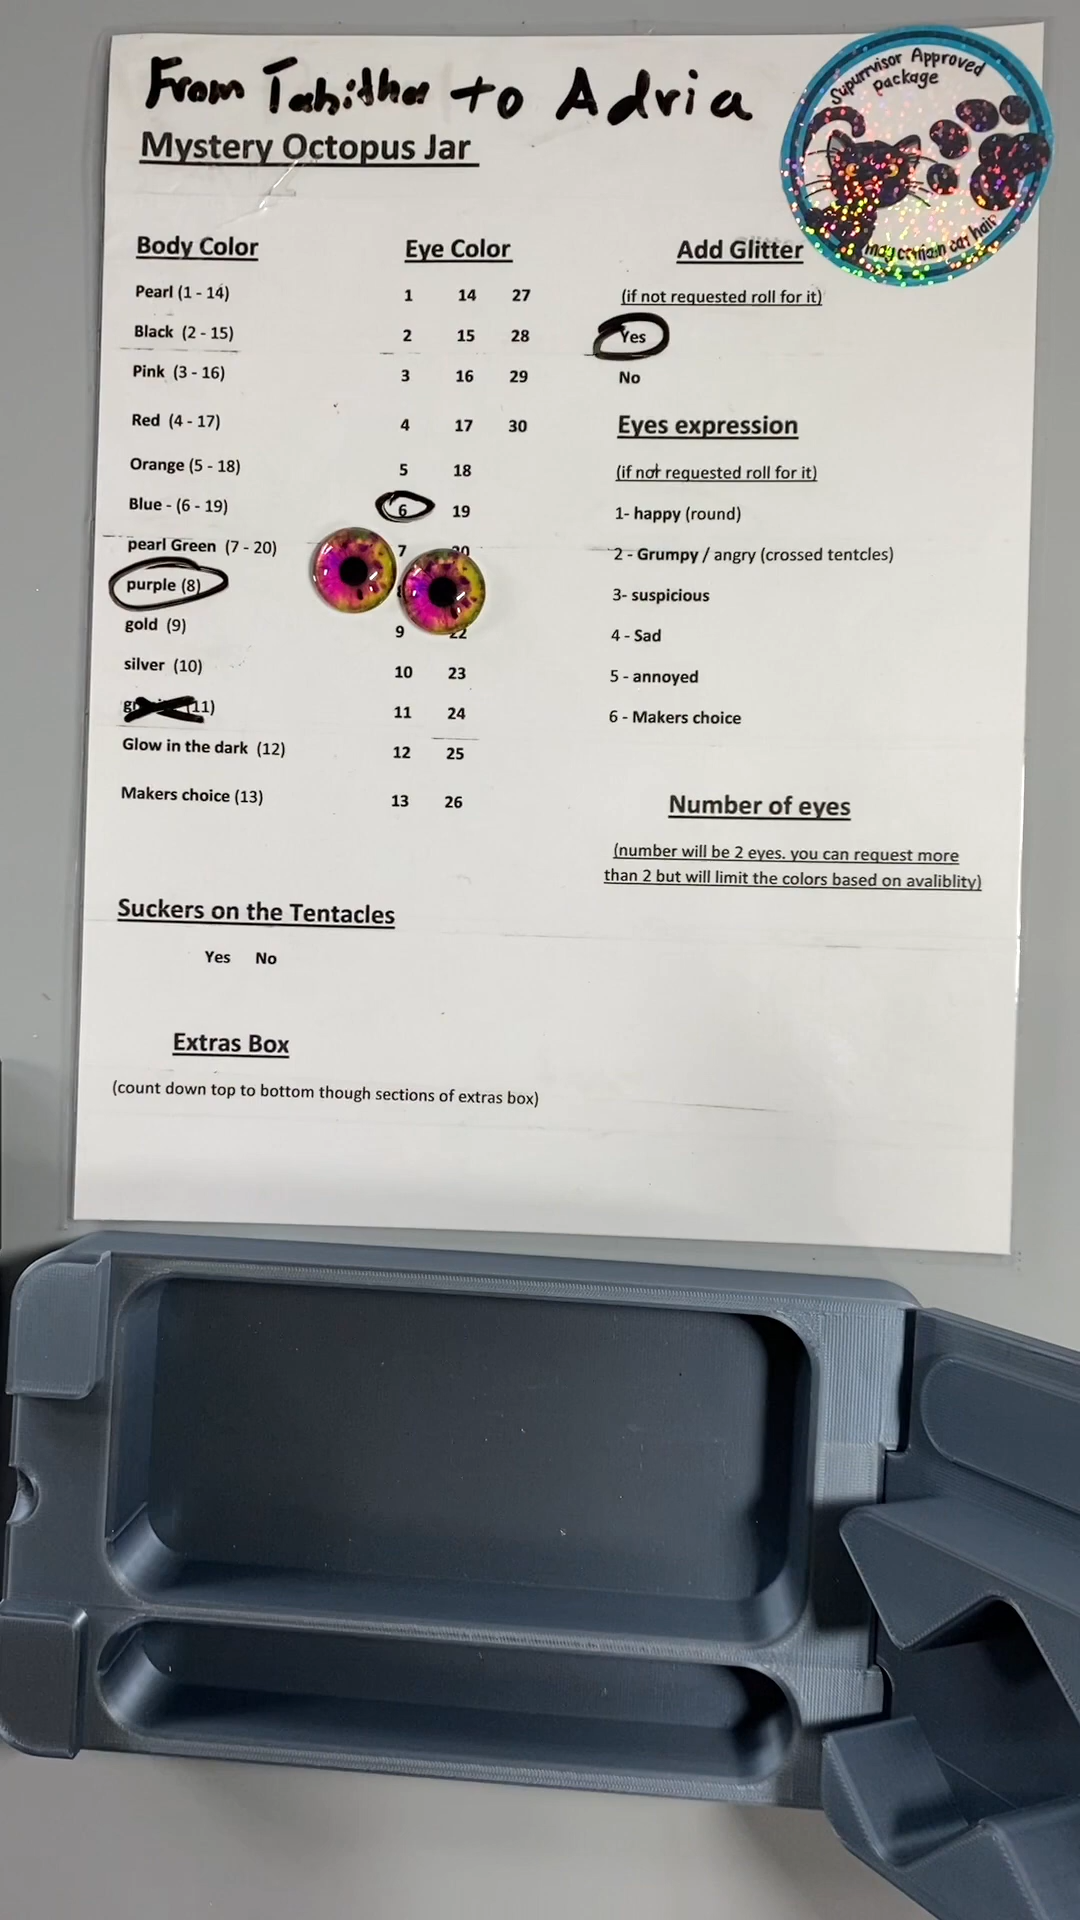 From Tabitha to Adria
Mystery Octopus Jar
Supurrvisor Approved
package
may contain cat hair
Body Color
Pearl (1 - 14)
Black (2 - 15)
Pink (3 - 16)
Red (4 - 17)
Orange (5 - 18)
Blue - (6 - 19)
pearl Green (7 - 20)
purple (8)
gold (9)
silver (10)
(11)
Glow in the dark (12)
Makers choice (13)
Eye Color
1 14 27
2 15 28
3 16 29
4 17 30
5 18
6 19
7 20
9 22
10 23
11 24
12 25
13 26
Add Glitter
(if not requested roll for it)
Yes
No
Eyes expression
(if not requested roll for it)
1- happy (round)
2 - Grumpy / angry (crossed tentcles)
3- suspicious
4 - Sad
5 - annoyed
6 - Makers choice
Number of eyes
(number will be 2 eyes. you can request more
than 2 but will limit the colors based on avaliblity)
Suckers on the Tentacles
Yes No
Extras Box
(count down top to bottom though sections of extras box)